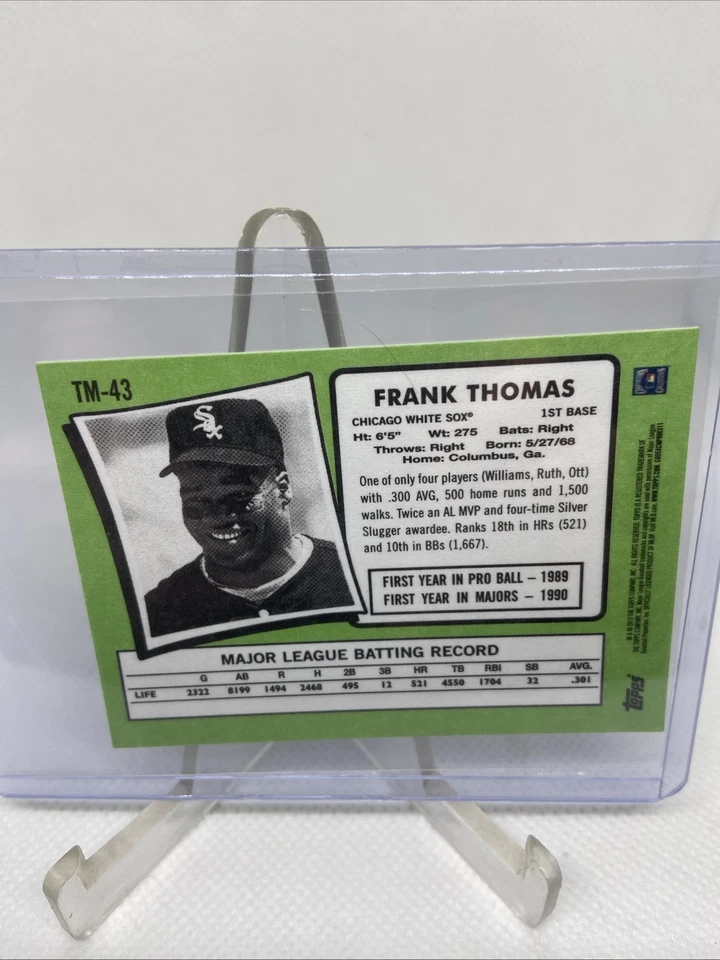 TM-43
FRANK THOMAS
CHICAGO WHITE SOX® 1ST BASE
Ht: 6'5" Wt: 275 Bats: Right
Throws: Right Born: 5/27/68
Home: Columbus, Ga.
One of only four players (Williams, Ruth, Ott)
with .300 AVG, 500 home runs and 1,500
walks. Twice an AL MVP and four-time Silver
Slugger awardee. Ranks 18th in HRs (521)
and 10th in BBs (1,667).
FIRST YEAR IN PRO BALL – 1989
FIRST YEAR IN MAJORS – 1990
MAJOR LEAGUE BATTING RECORD
G AB R H 2B 3B HR TB RBI SB AVG.
LIFE 2322 8199 1494 2468 495 12 521 4550 1704 32 .301
Sox
topps